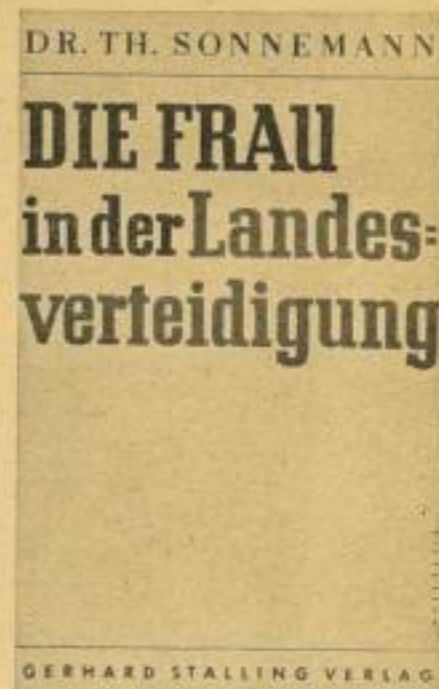 DR. TH. SONNEMANN
DIE FRAU
in der Landes=
verteidigung
GERHARD STALLING VERLAG